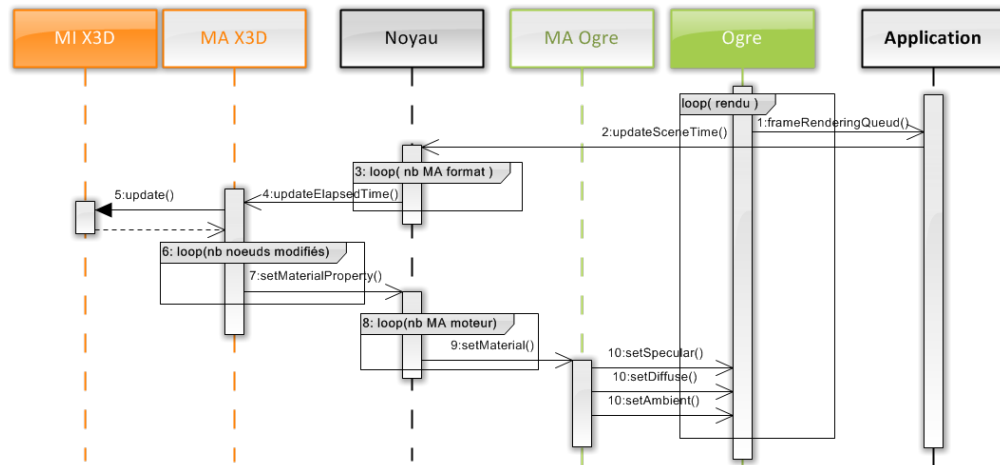 MI X3D
MA X3D
Noyau
MA Ogre
Ogre
Application
loop( rendu )
1:frameRenderingQueud()
2:updateSceneTime()
3: loop( nb MA format )
5:update()
4:updateElapsedTime()
6: loop(nb noeuds modifiés)
7:setMaterialProperty()
8: loop(nb MA moteur)
9:setMaterial()
10:setSpecular()
10:setDiffuse()
10:setAmbient()